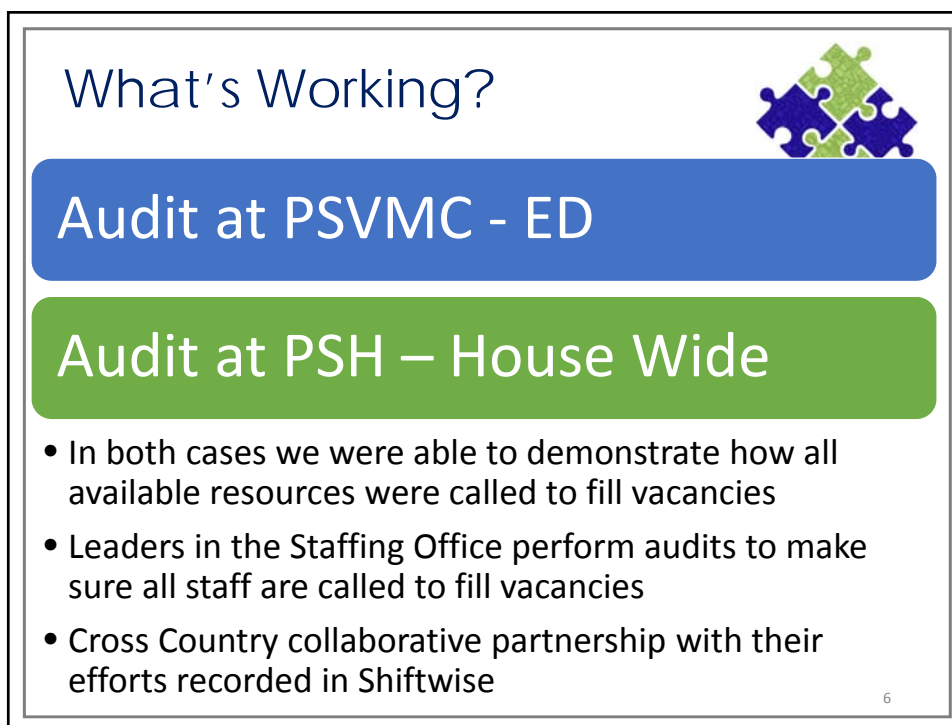 What's Working?
Audit at PSVMC - ED
Audit at PSH – House Wide
• In both cases we were able to demonstrate how all
available resources were called to fill vacancies
• Leaders in the Staffing Office perform audits to make
sure all staff are called to fill vacancies
• Cross Country collaborative partnership with their
efforts recorded in Shiftwise
6